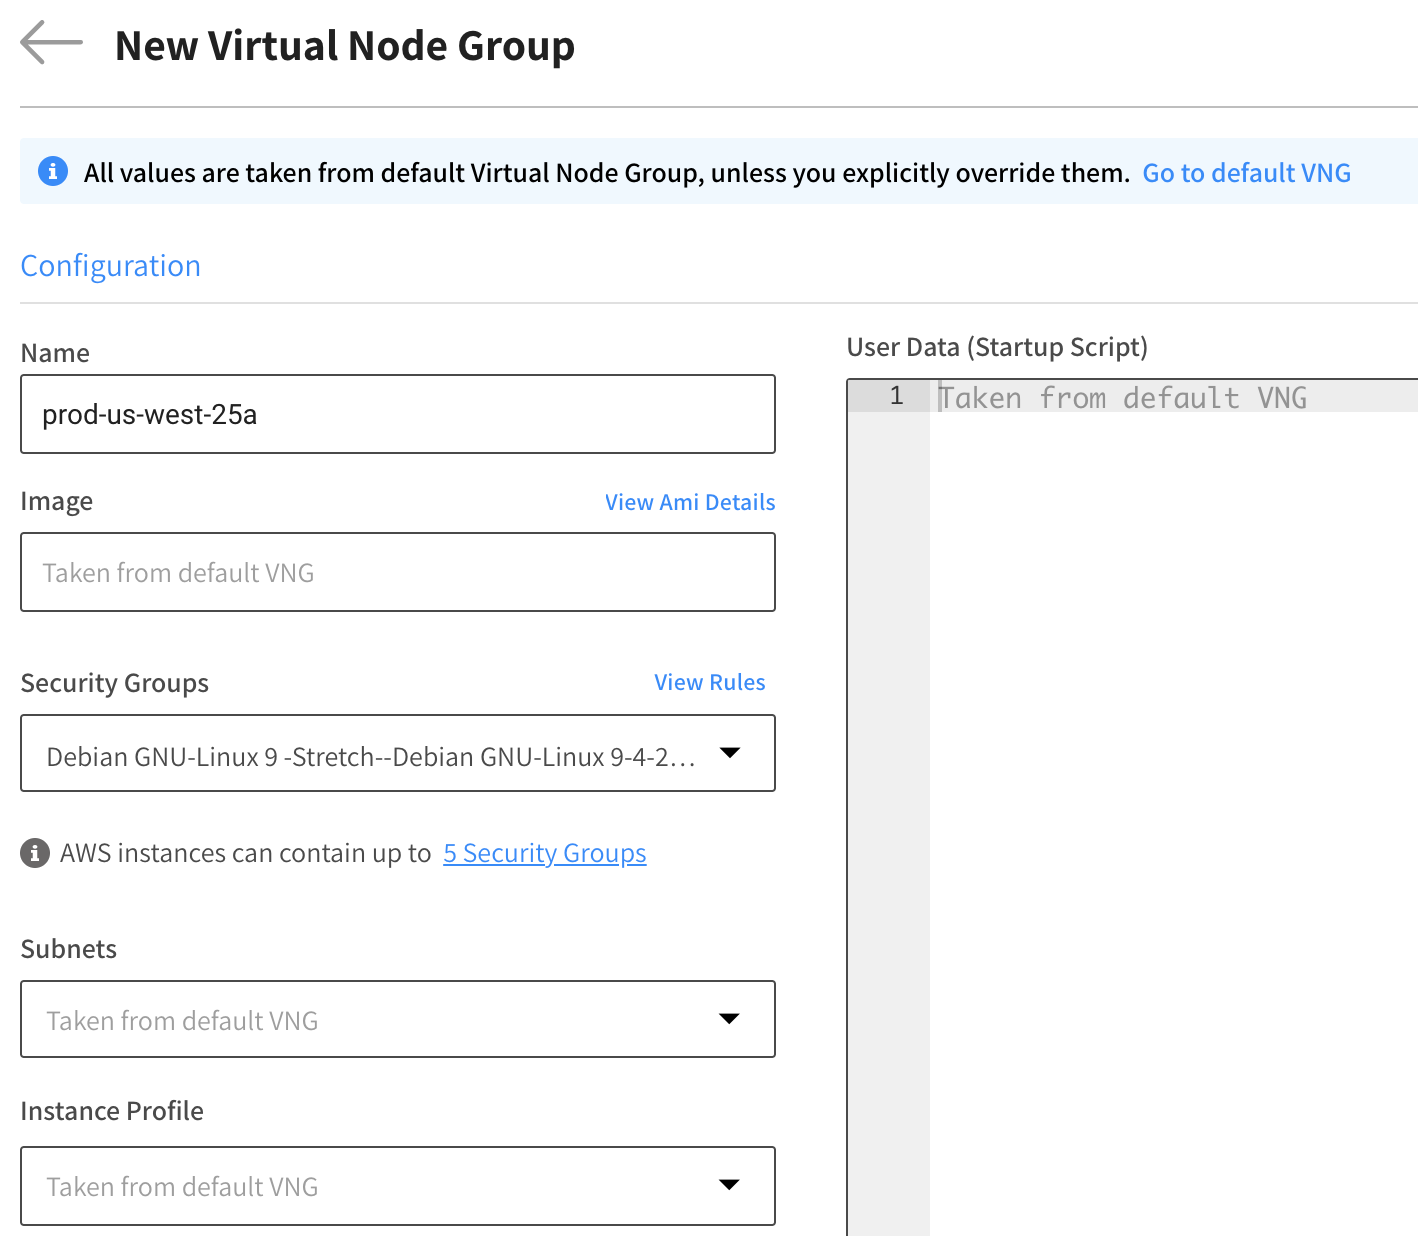 New Virtual Node Group
All values are taken from default Virtual Node Group, unless you explicitly override them. Go to default VNG
Configuration
Name
prod-us-west-25a
Image View Ami Details
Taken from default VNG
Security Groups View Rules
Debian GNU-Linux 9 -Stretch--Debian GNU-Linux 9-4-2...
AWS instances can contain up to 5 Security Groups
Subnets
Taken from default VNG
Instance Profile
Taken from default VNG
User Data (Startup Script)
1 Taken from default VNG